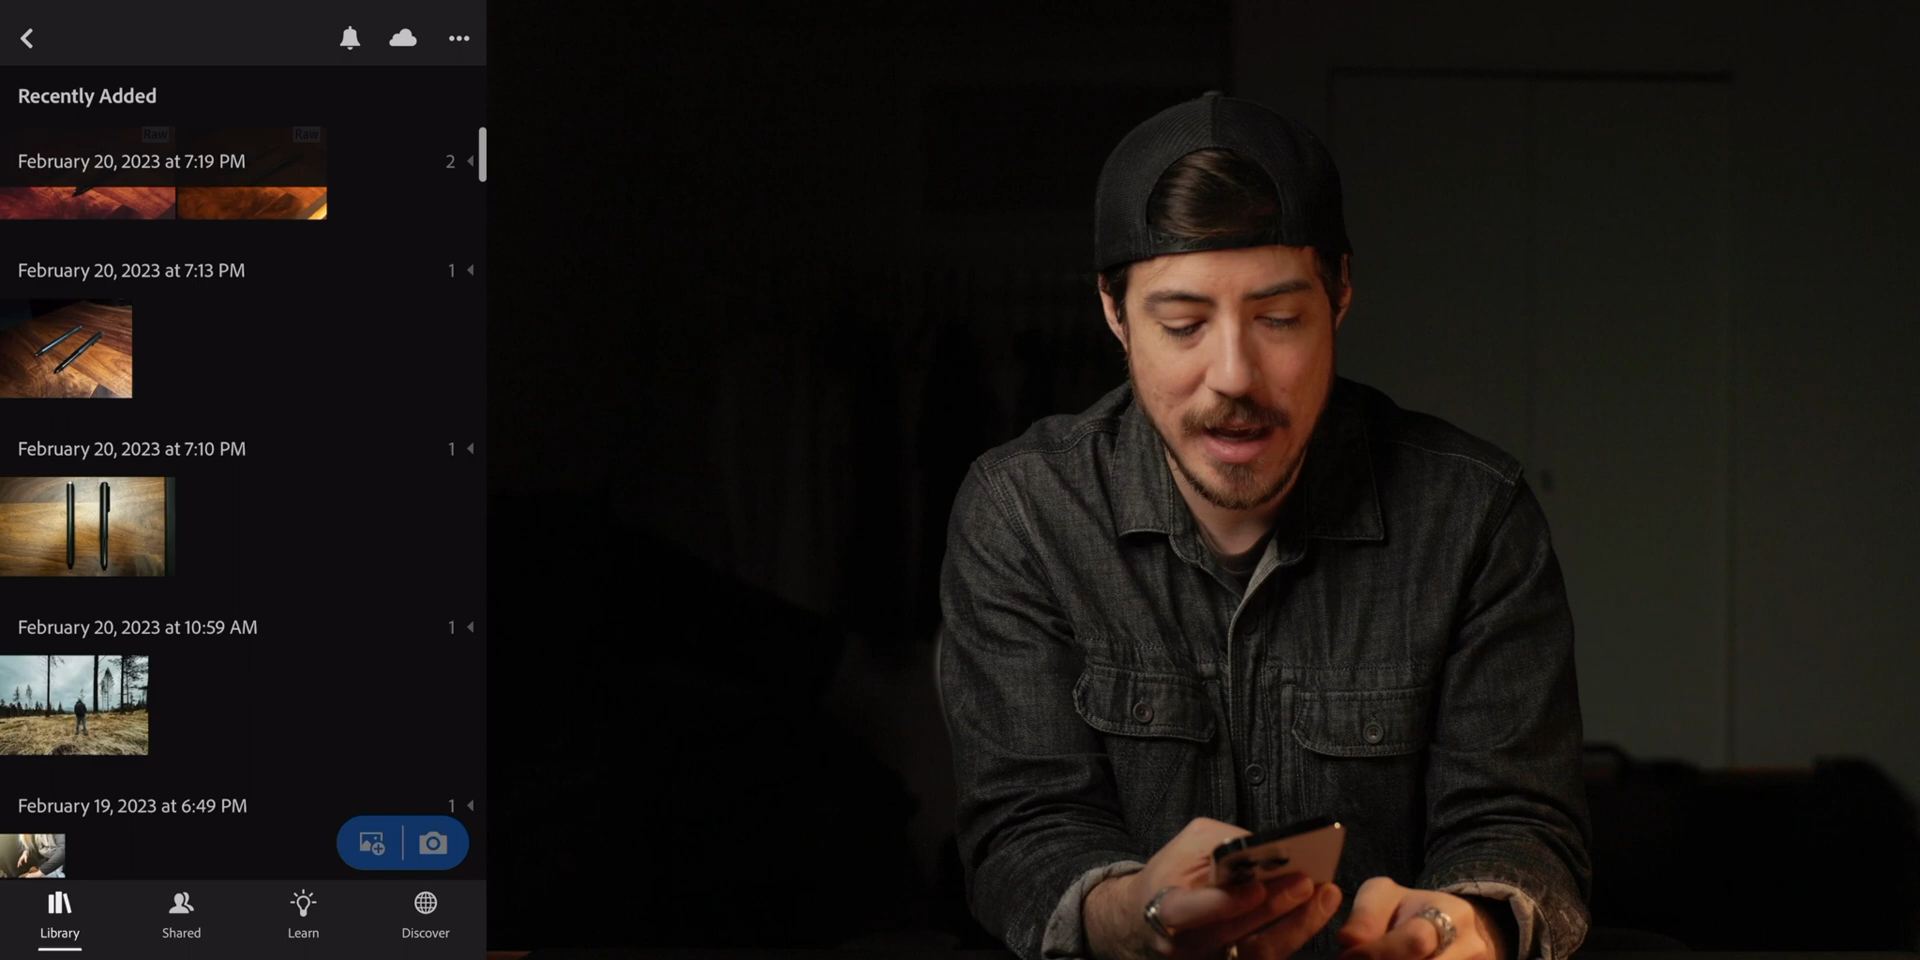 Recently Added
Raw Raw
February 20, 2023 at 7:19 PM 2
February 20, 2023 at 7:13 PM 1
February 20, 2023 at 7:10 PM 1
February 20, 2023 at 10:59 AM 1
February 19, 2023 at 6:49 PM 1
Library Shared Learn Discover